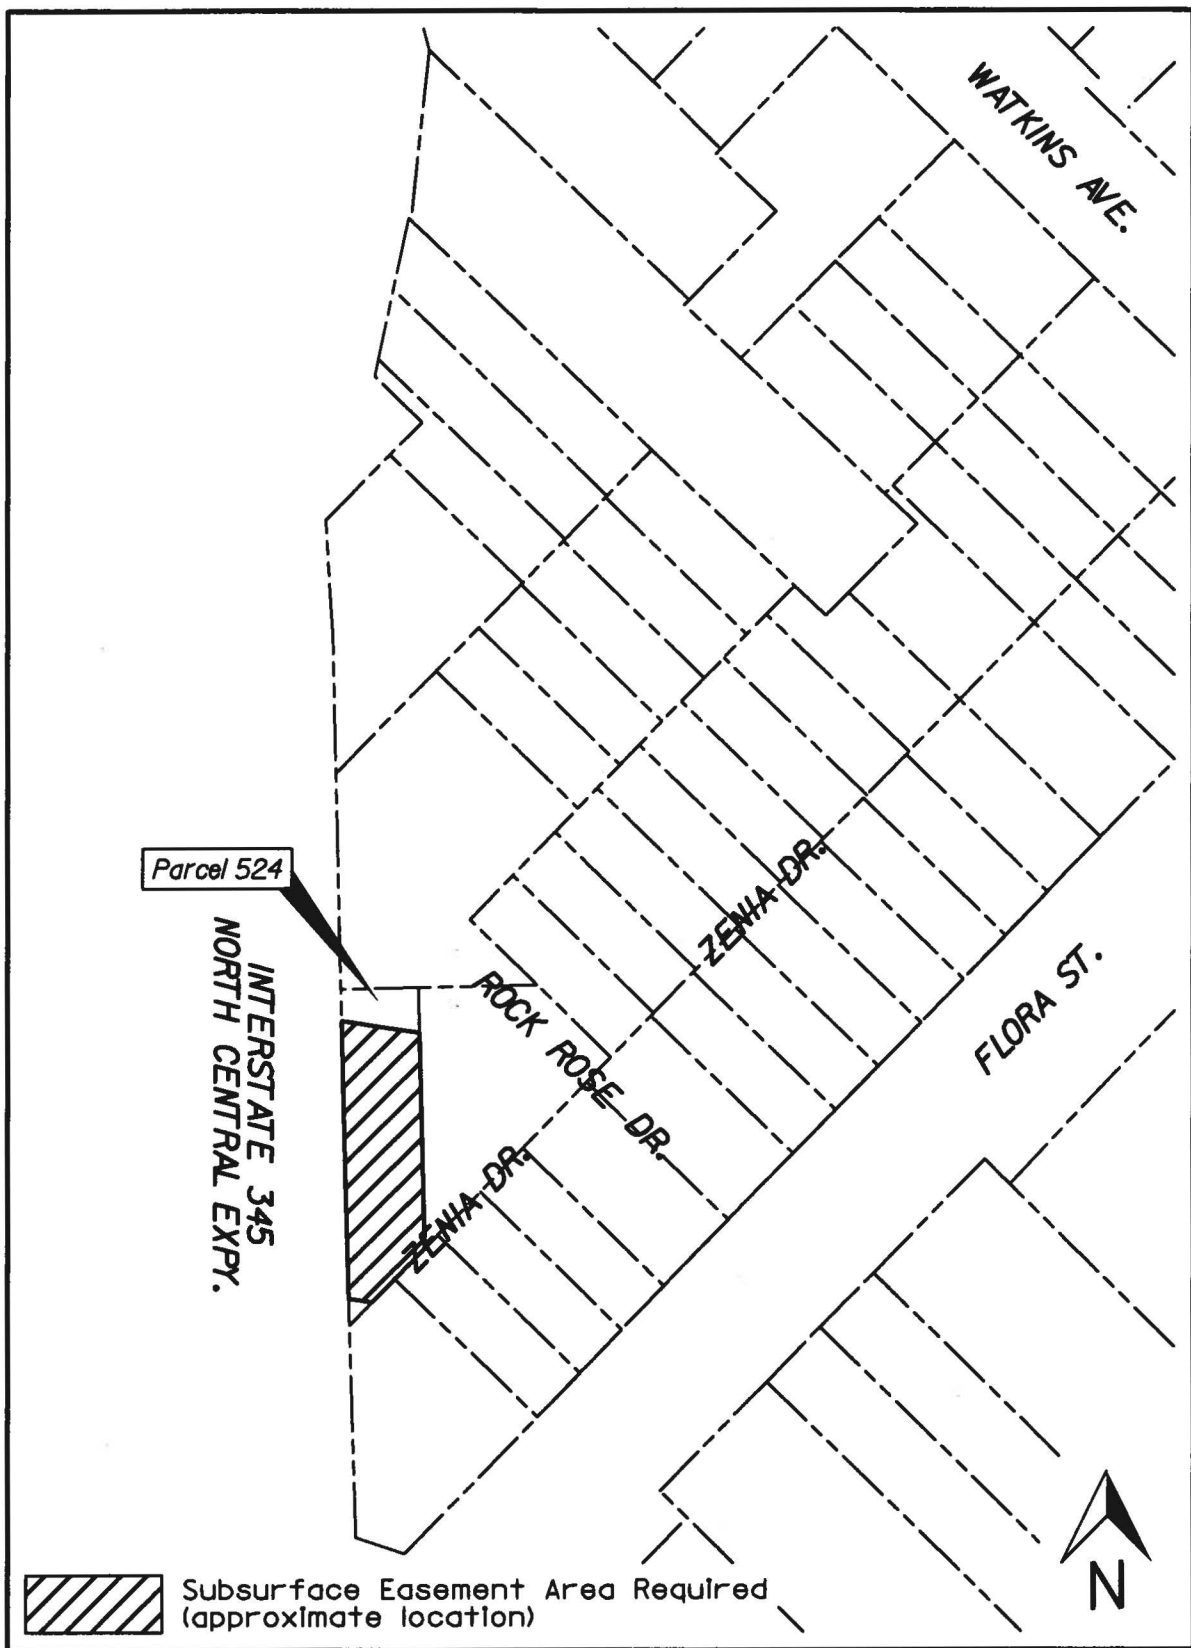 WATKINS AVE.
Parcel 524
INTERSTATE 345
NORTH CENTRAL EXPY.
ZENIA DR.
ROCK ROSE DR.
FLORA ST.
ZENIA DR.
N
Subsurface Easement Area Required
(approximate location)